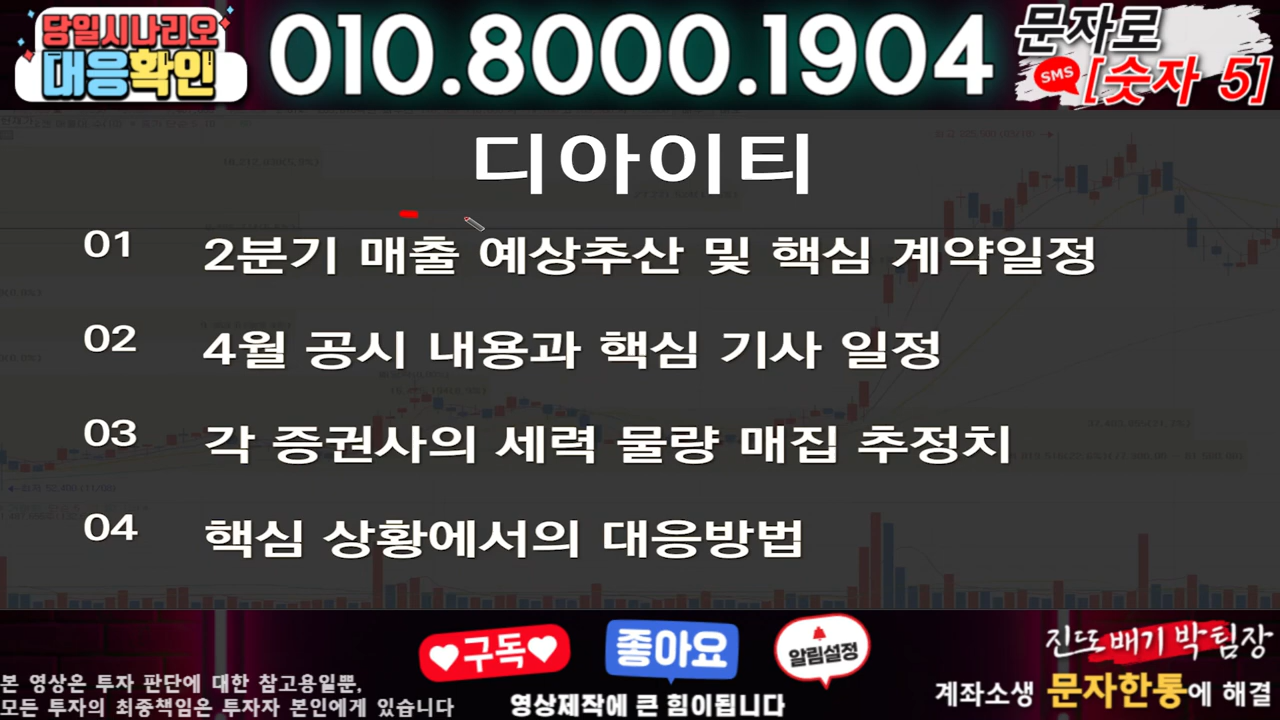 당일시나리오
대응확인
010.8000.1904
문자로
SMS [숫자 5]
디아이티
01 2분기 매출 예상추산 및 핵심 계약일정
02 4월 공시 내용과 핵심 기사 일정
03 각 증권사의 세력 물량 매집 추정치
04 핵심 상황에서의 대응방법
구독
좋아요
알림설정
영상제작에 큰 힘이됩니다
본 영상은 투자 판단에 대한 참고용일뿐,
모든 투자의 최종책임은 투자자 본인에게 있습니다
진또배기 박팀장
계좌소생 문자한통에 해결